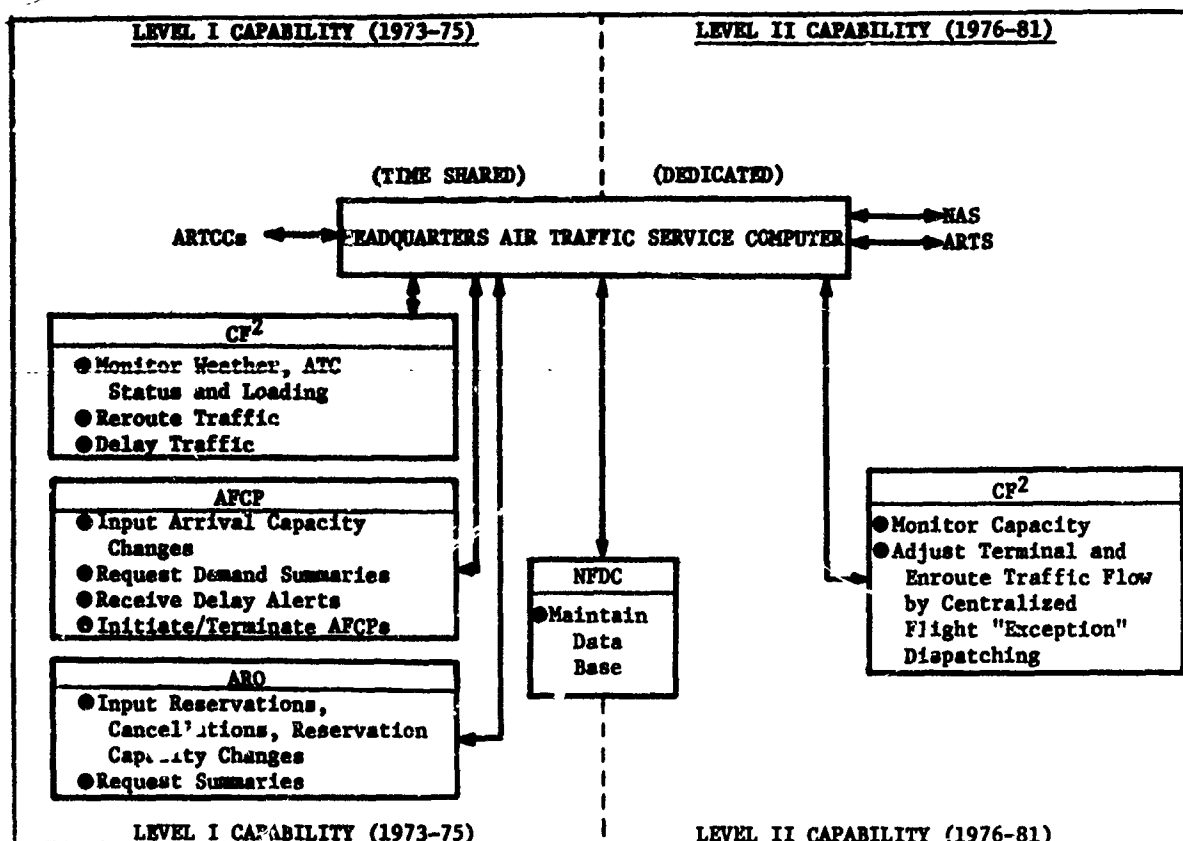 LEVEL I CAPABILITY (1973-75)
LEVEL II CAPABILITY (1976-81)
(TIME SHARED)
(DEDICATED)
ARTCCs
HEADQUARTERS AIR TRAFFIC SERVICE COMPUTER
NAS
ARTS
CF²
●Monitor Weather, ATC
Status and Loading
●Reroute Traffic
●Delay Traffic
AFCP
●Input Arrival Capacity
Changes
●Request Demand Summaries
●Receive Delay Alerts
●Initiate/Terminate AFCPs
ARO
●Input Reservations,
Cancellations, Reservation
Capacity Changes
●Request Summaries
NFDC
●Maintain
Data
Base
CF²
●Monitor Capacity
●Adjust Terminal and
Enroute Traffic Flow
by Centralized
Flight "Exception"
Dispatching
LEVEL I CAPABILITY (1973-75)
LEVEL II CAPABILITY (1976-81)